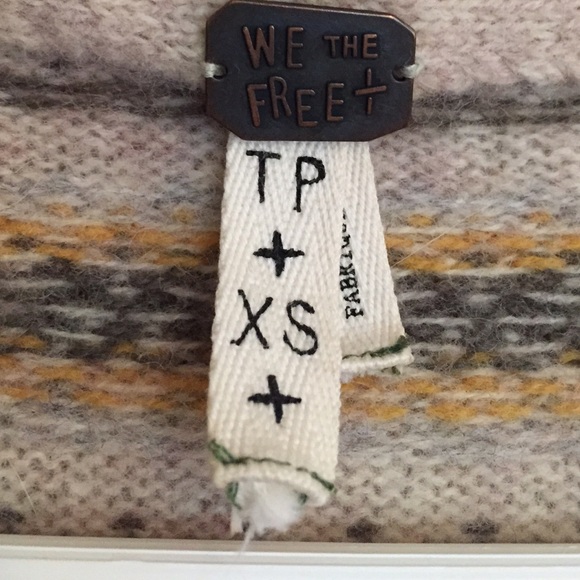 WE THE
FREE+
TP
+
XS
+